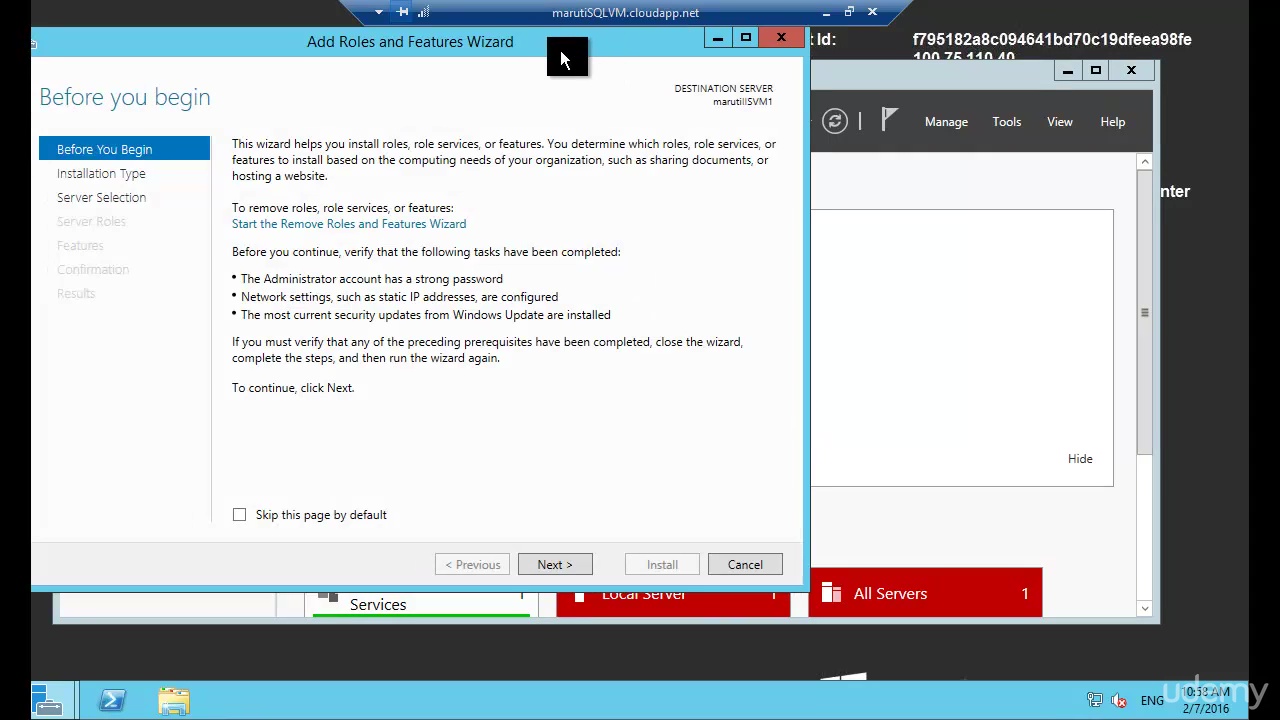 marutiSQLVM.cloudapp.net
Add Roles and Features Wizard
t Id:
f795182a8c094641bd70c19dfeea98fe
100.75.110.40
Before you begin
DESTINATION SERVER
marutiIISVM1
Manage
Tools
View
Help
Before You Begin
Installation Type
Server Selection
Server Roles
Features
Confirmation
Results
This wizard helps you install roles, role services, or features. You determine which roles, role services, or
features to install based on the computing needs of your organization, such as sharing documents, or
hosting a website.
To remove roles, role services, or features:
Start the Remove Roles and Features Wizard
Before you continue, verify that the following tasks have been completed:
• The Administrator account has a strong password
• Network settings, such as static IP addresses, are configured
• The most current security updates from Windows Update are installed
If you must verify that any of the preceding prerequisites have been completed, close the wizard,
complete the steps, and then run the wizard again.
To continue, click Next.
nter
Hide
Skip this page by default
< Previous
Next >
Install
Cancel
Services
1
Local Server
1
All Servers
1
ENG
10:58 AM
2/7/2016
udemy